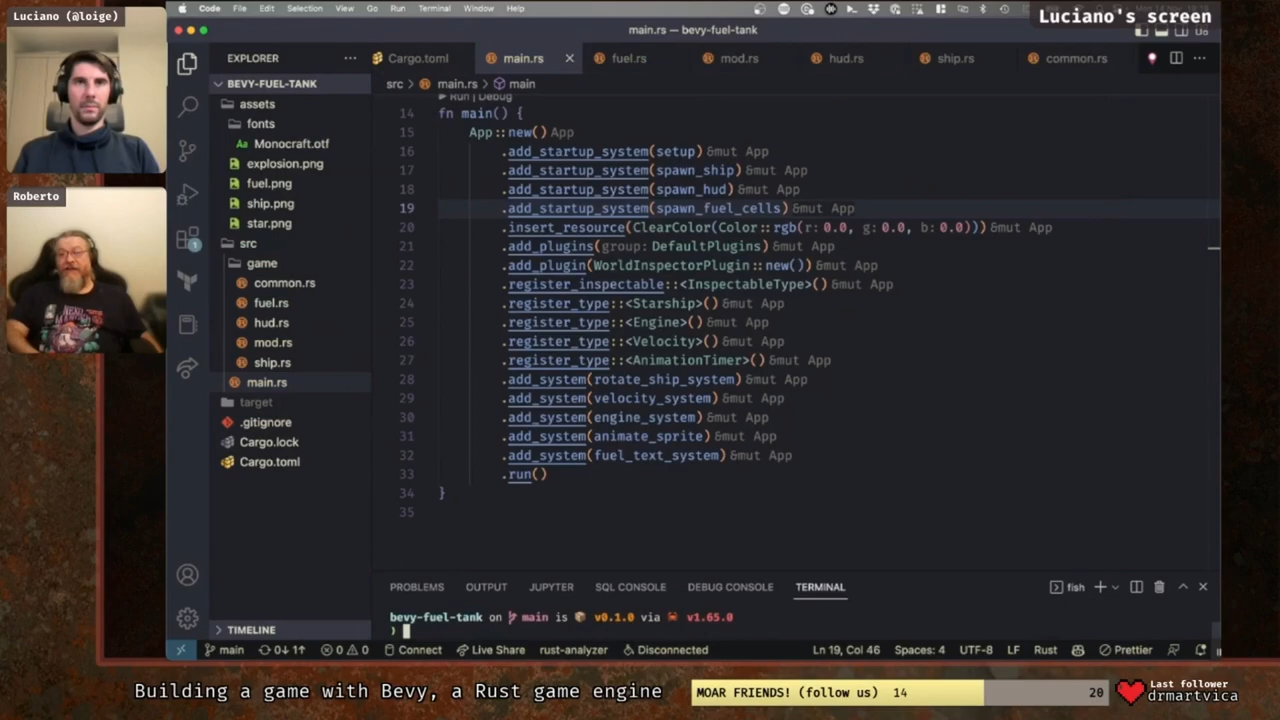 Luciano (@loige)
Roberto
Luciano's screen
Code File Edit Selection View Go Run Terminal Window Help
main.rs — bevy-fuel-tank
EXPLORER
Cargo.toml
main.rs
fuel.rs
mod.rs
hud.rs
ship.rs
common.rs
BEVY-FUEL-TANK
assets
fonts
Aa Monocraft.otf
explosion.png
fuel.png
ship.png
star.png
src
game
common.rs
fuel.rs
hud.rs
mod.rs
ship.rs
main.rs
target
.gitignore
Cargo.lock
Cargo.toml
TIMELINE
1
src > main.rs > main
Run | Debug
14 fn main() {
15 App::new() App
16 .add_startup_system(setup) &mut App
17 .add_startup_system(spawn_ship) &mut App
18 .add_startup_system(spawn_hud) &mut App
19 .add_startup_system(spawn_fuel_cells) &mut App
20 .insert_resource(ClearColor(Color::rgb(r: 0.0, g: 0.0, b: 0.0))) &mut App
21 .add_plugins(group: DefaultPlugins) &mut App
22 .add_plugin(WorldInspectorPlugin::new()) &mut App
23 .register_inspectable::<InspectableType>() &mut App
24 .register_type::<Starship>() &mut App
25 .register_type::<Engine>() &mut App
26 .register_type::<Velocity>() &mut App
27 .register_type::<AnimationTimer>() &mut App
28 .add_system(rotate_ship_system) &mut App
29 .add_system(velocity_system) &mut App
30 .add_system(engine_system) &mut App
31 .add_system(animate_sprite) &mut App
32 .add_system(fuel_text_system) &mut App
33 .run()
34 }
35
PROBLEMS OUTPUT JUPYTER SQL CONSOLE DEBUG CONSOLE TERMINAL
fish
bevy-fuel-tank on main is v0.1.0 via v1.65.0
main 0↓ 1↑ 0 0 Connect Live Share rust-analyzer Disconnected Ln 19, Col 46 Spaces: 4 UTF-8 LF Rust Prettier
Building a game with Bevy, a Rust game engine
MOAR FRIENDS! (follow us) 14
20
Last follower
drmartvica